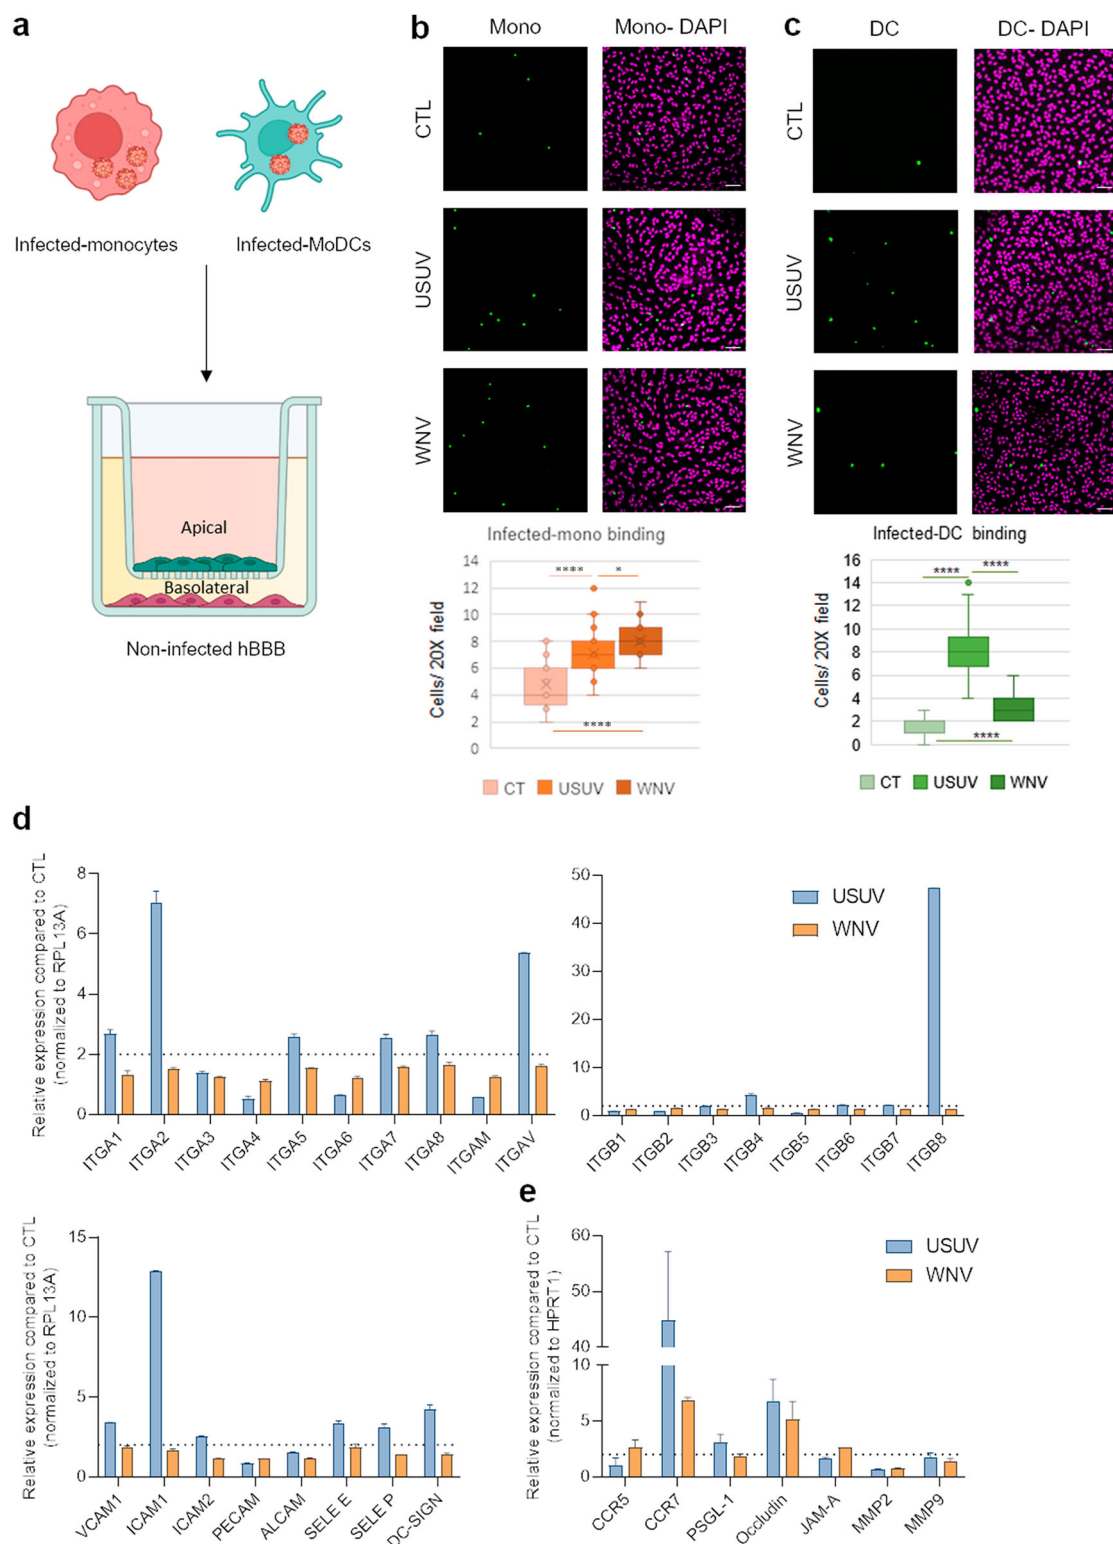 a
Infected-monocytes
Infected-MoDCs
Apical
Basolateral
Non-infected hBBB
b
Mono
Mono- DAPI
CTL
USUV
WNV
Infected-mono binding
Cells/ 20X field
14
12
10
8
6
4
2
0
****
*
****
CT
USUV
WNV
c
DC
DC- DAPI
CTL
USUV
WNV
Infected-DC binding
Cells/ 20X field
16
14
12
10
8
6
4
2
0
****
****
****
CT
USUV
WNV
d
Relative expression compared to CTL
(normalized to RPL13A)
8
6
4
2
0
ITGA1
ITGA2
ITGA3
ITGA4
ITGA5
ITGA6
ITGA7
ITGA8
ITGAM
ITGAV
50
40
30
20
10
0
USUV
WNV
ITGB1
ITGB2
ITGB3
ITGB4
ITGB5
ITGB6
ITGB7
ITGB8
Relative expression compared to CTL
(normalized to RPL13A)
15
10
5
0
VCAM1
ICAM1
ICAM2
PECAM
ALCAM
SELE E
SELE P
DC-SIGN
e
Relative expression compared to CTL
(normalized to HPRT1)
60
50
40
10
5
0
USUV
WNV
CCR5
CCR7
PSGL-1
Occludin
JAM-A
MMP2
MMP9